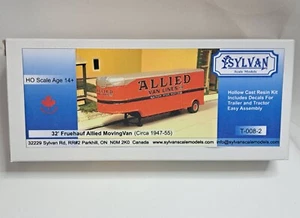 HO Scale Age 14+
SYLVAN
Scale Models
ALLIED
VAN LINES
Hollow Cast Resin Kit
Includes Decals For
Trailer and Tractor
Easy Assembly
T-008-2
32' Fruehauf Allied MovingVan (Circa 1947-55)
32229 Sylvan Rd, RR#2 Parkhill, ON N0M 2K0 Canada www.sylvanscalemodels.com sylvan@sylvanscalemodels.com